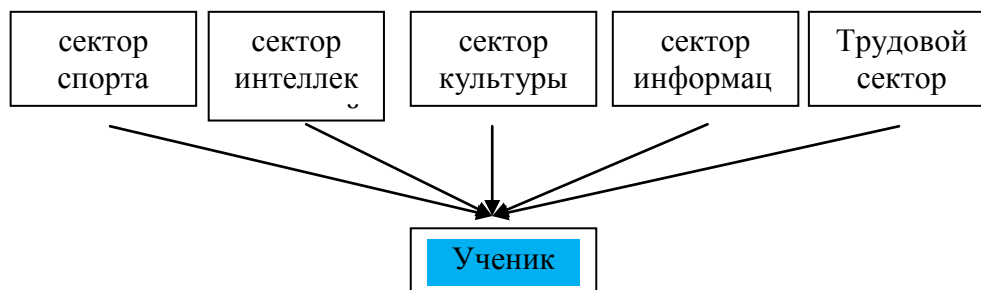 сектор
спорта
сектор
интеллек
сектор
культуры
сектор
информац
Трудовой
сектор
Ученик